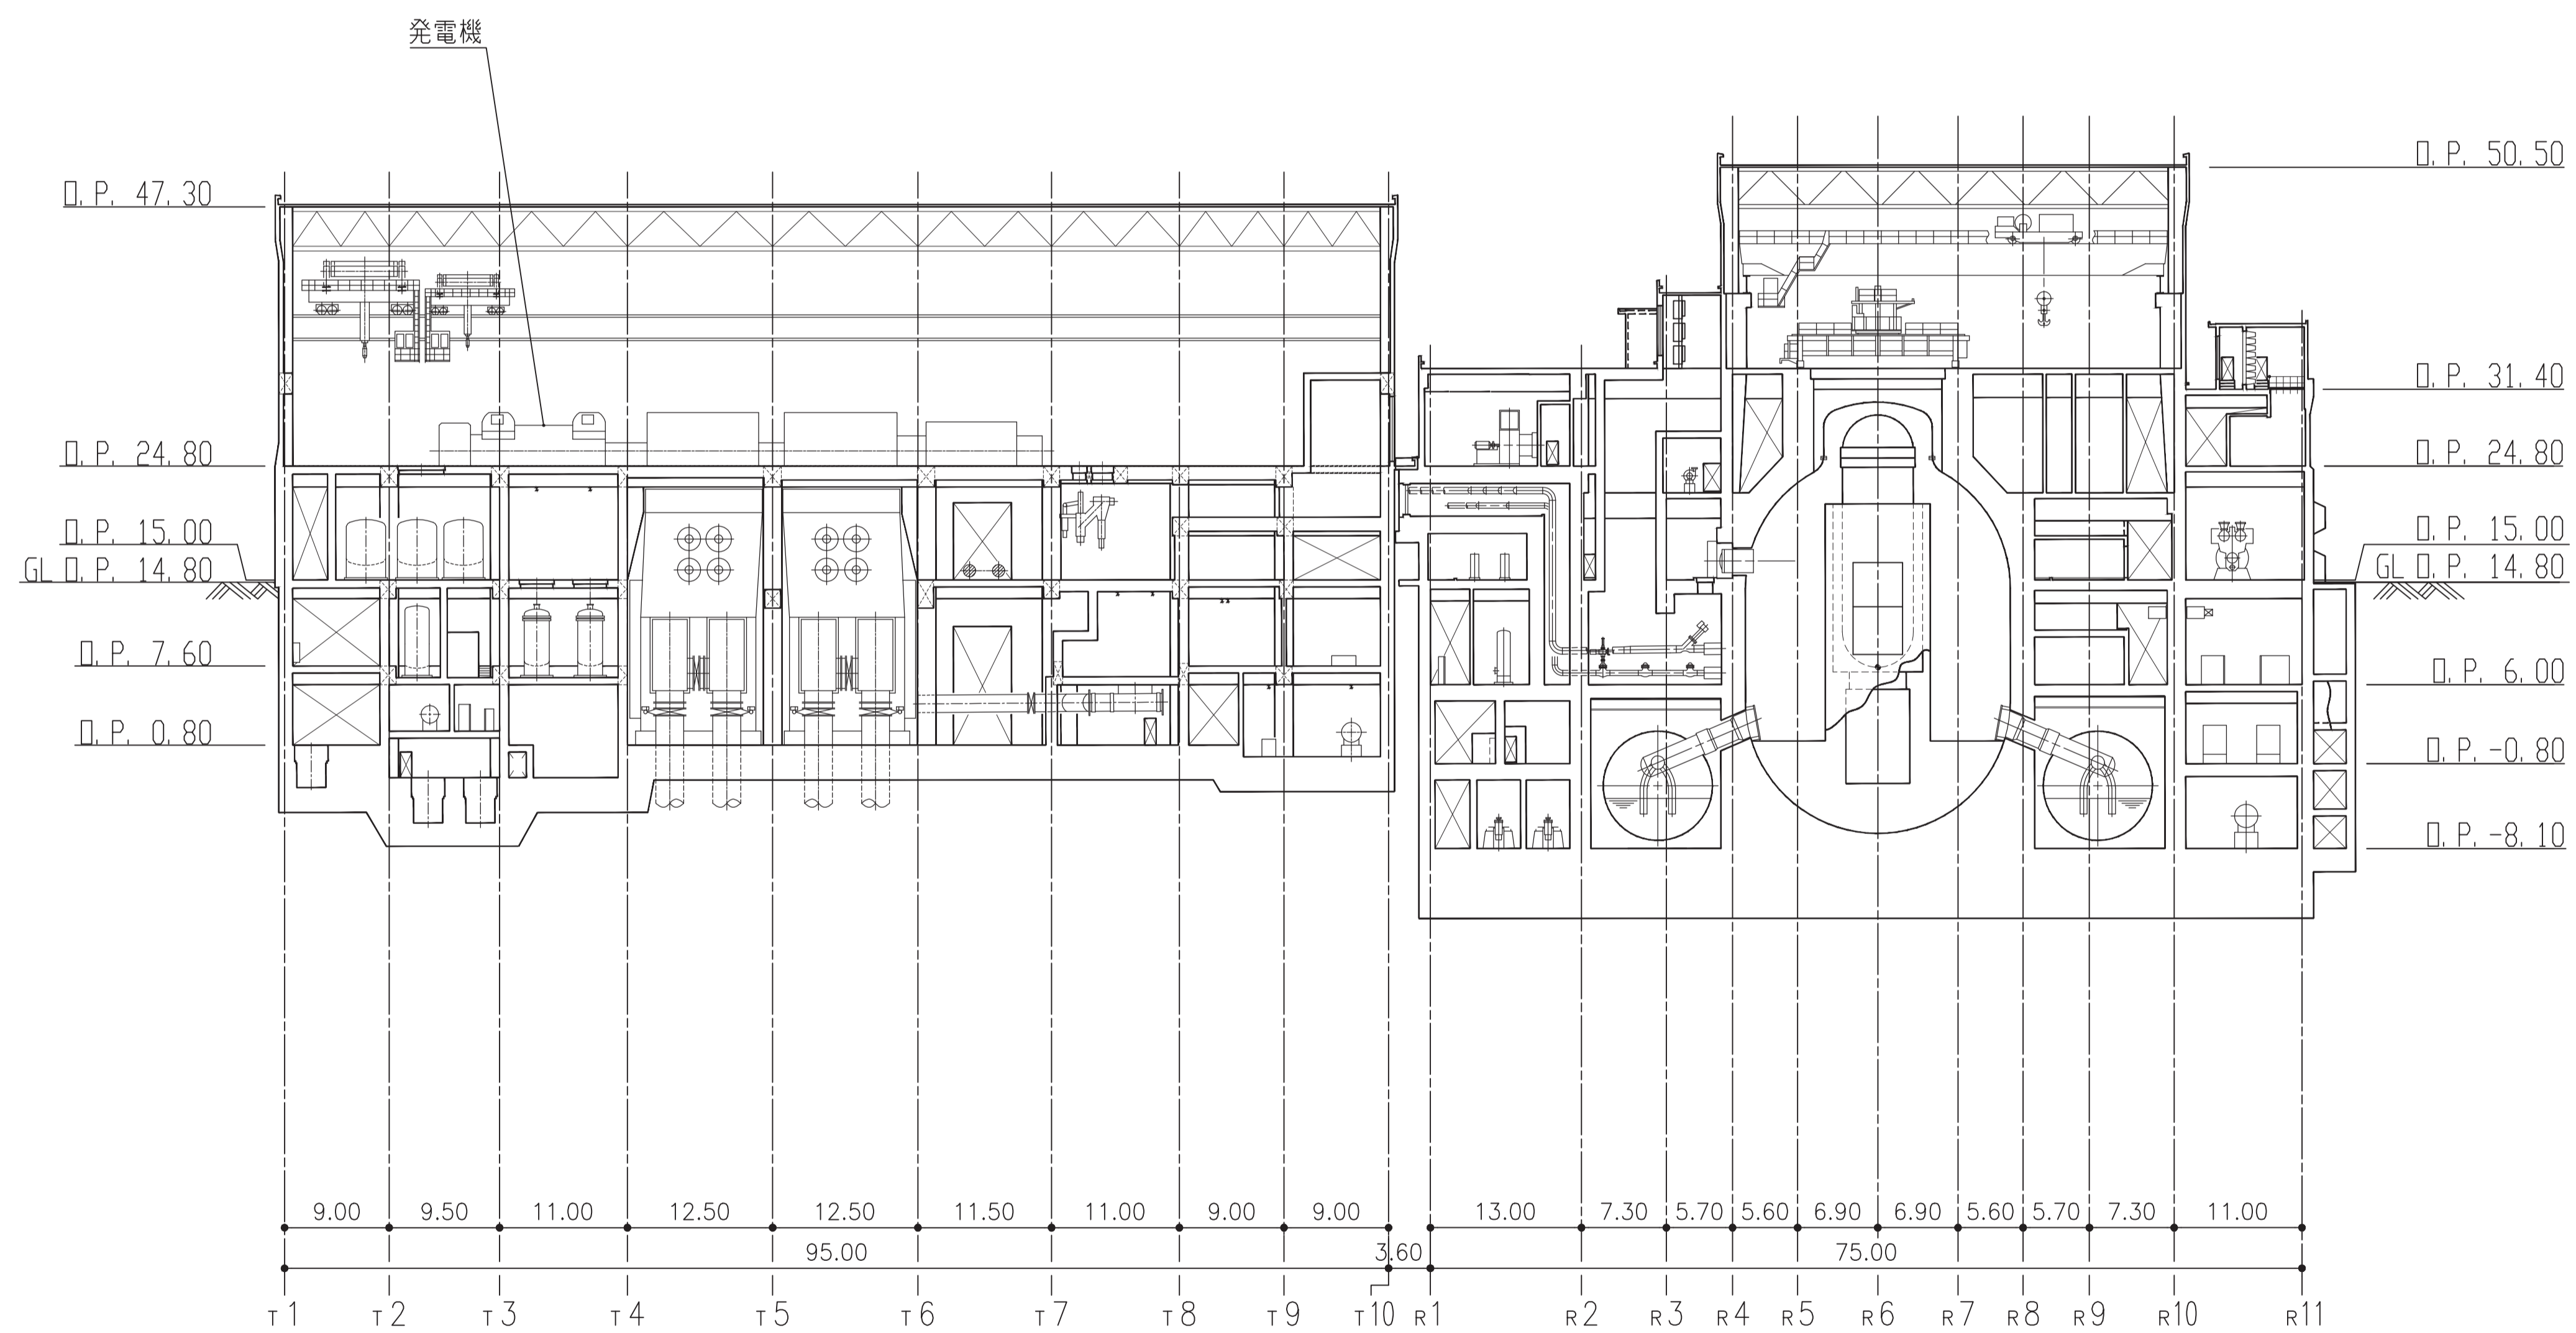 発電機
O.P. 50.50
O.P. 47.30
O.P. 31.40
O.P. 24.80
O.P. 24.80
O.P. 15.00
O.P. 15.00
GL O.P. 14.80
GL O.P. 14.80
O.P. 7.60
O.P. 6.00
O.P. 0.80
O.P. -0.80
O.P. -8.10
9.00 9.50 11.00 12.50 12.50 11.50 11.00 9.00 9.00 13.00 7.30 5.70 5.60 6.90 6.90 5.60 5.70 7.30 11.00
95.00 3.60 75.00
T1 T2 T3 T4 T5 T6 T7 T8 T9 T10 R1 R2 R3 R4 R5 R6 R7 R8 R9 R10 R11